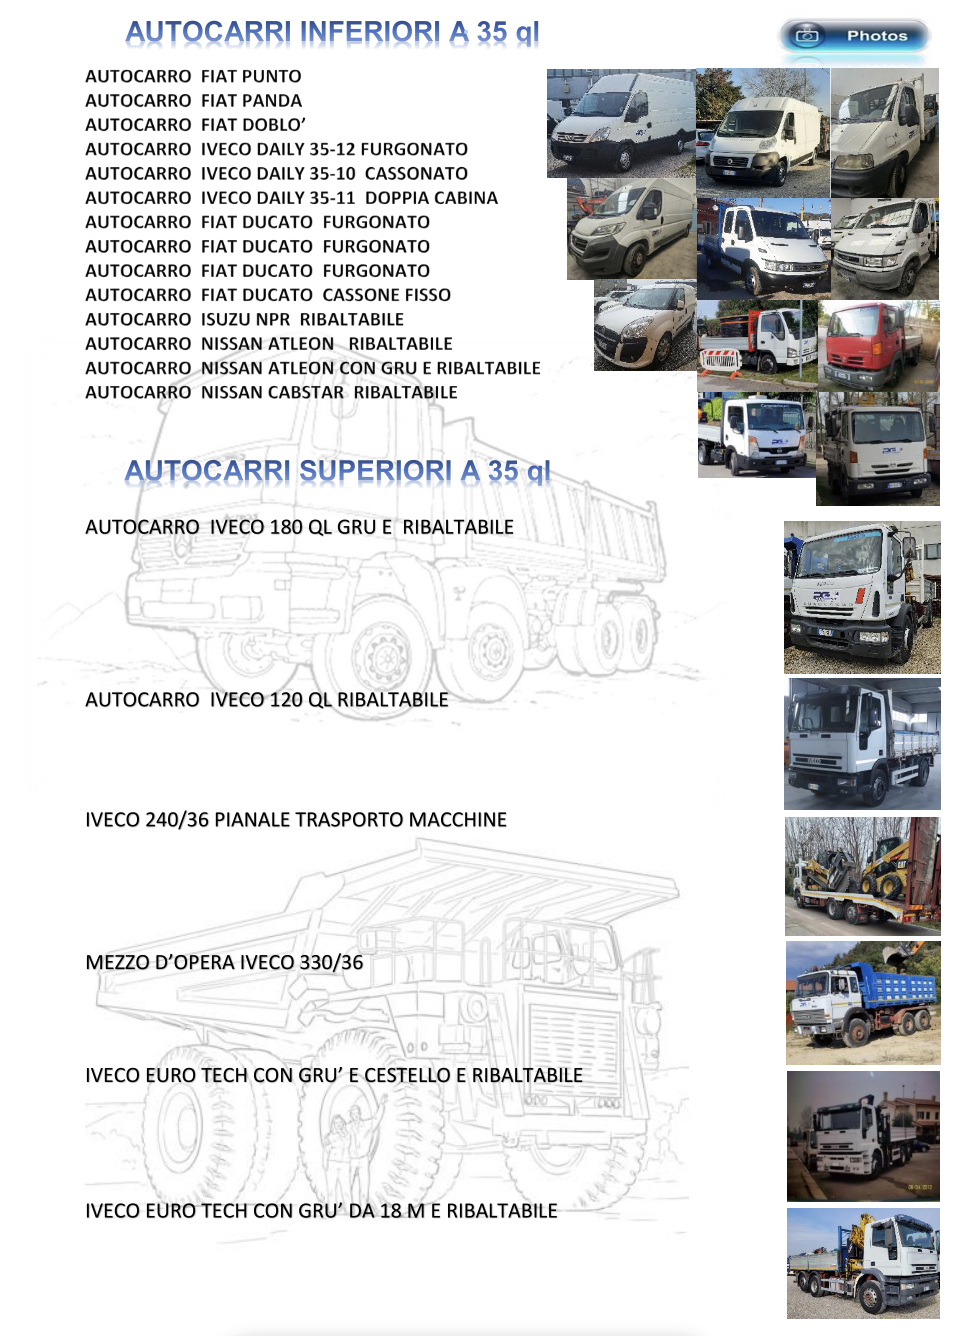 AUTOCARRI INFERIORI A 35 ql
Photos
AUTOCARRO FIAT PUNTO
AUTOCARRO FIAT PANDA
AUTOCARRO FIAT DOBLO’
AUTOCARRO IVECO DAILY 35-12 FURGONATO
AUTOCARRO IVECO DAILY 35-10 CASSONATO
AUTOCARRO IVECO DAILY 35-11 DOPPIA CABINA
AUTOCARRO FIAT DUCATO FURGONATO
AUTOCARRO FIAT DUCATO FURGONATO
AUTOCARRO FIAT DUCATO FURGONATO
AUTOCARRO FIAT DUCATO CASSONE FISSO
AUTOCARRO ISUZU NPR RIBALTABILE
AUTOCARRO NISSAN ATLEON RIBALTABILE
AUTOCARRO NISSAN ATLEON CON GRU E RIBALTABILE
AUTOCARRO NISSAN CABSTAR RIBALTABILE
AUTOCARRI SUPERIORI A 35 ql
AUTOCARRO IVECO 180 QL GRU E RIBALTABILE
AUTOCARRO IVECO 120 QL RIBALTABILE
IVECO 240/36 PIANALE TRASPORTO MACCHINE
CAT
MEZZO D’OPERA IVECO 330/36
IVECO EURO TECH CON GRU’ E CESTELLO E RIBALTABILE
IVECO EURO TECH CON GRU’ DA 18 M E RIBALTABILE